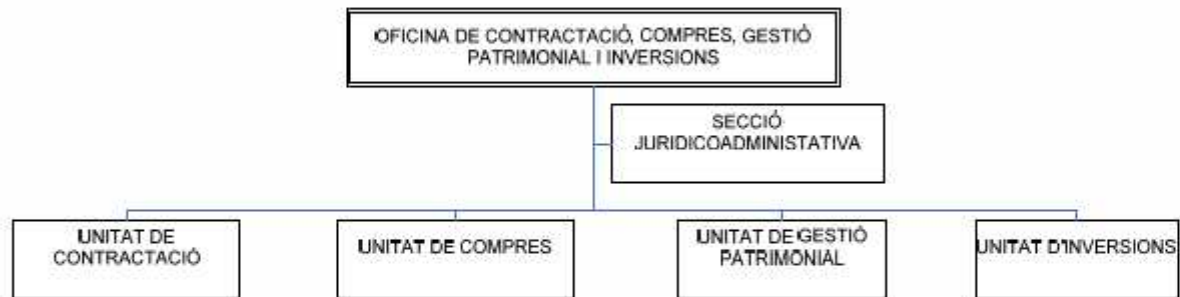 OFICINA DE CONTRACTACIÓ, COMPRES, GESTIÓ
PATRIMONIAL I INVERSIONS
SECCIÓ
JURIDICOADMINISTATIVA
UNITAT DE
CONTRACTACIÓ
UNITAT DE COMPRES
UNITAT DE GESTIÓ
PATRIMONIAL
UNITAT D'INVERSIONS